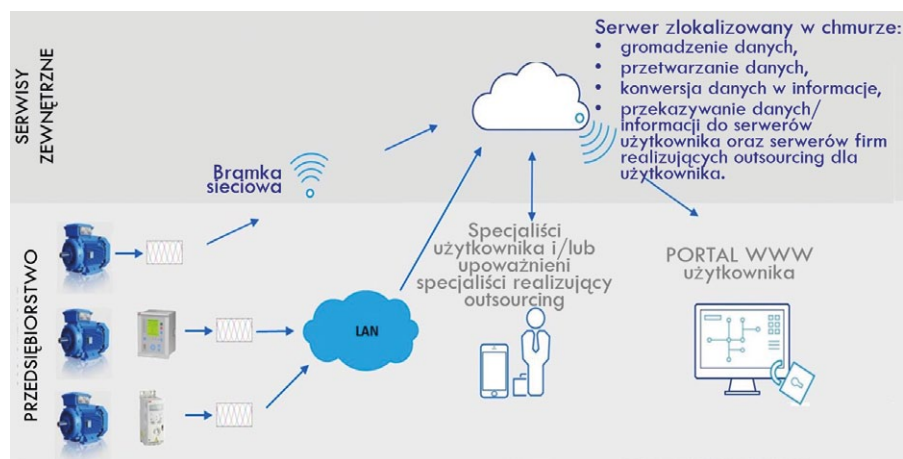 SERWISY
ZEWNĘTRZNE
Serwer zlokalizowany w chmurze:
• gromadzenie danych,
• przetwarzanie danych,
• konwersja danych w informacje,
• przekazywanie danych/
informacji do serwerów
użytkownika oraz serwerów firm
realizujących outsourcing dla
użytkownika.
Bramka
sieciowa
PRZEDSIĘBIORSTWO
LAN
Specjaliści
użytkownika i/lub
upoważnieni
specjaliści realizujący
outsourcing
PORTAL WWW
użytkownika